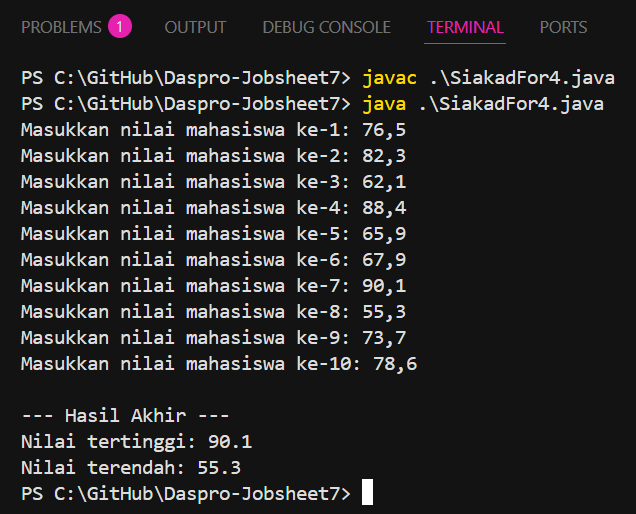 PROBLEMS 1 OUTPUT DEBUG CONSOLE TERMINAL PORTS
PS C:\GitHub\Daspro-Jobsheet7> javac .\SiakadFor4.java
PS C:\GitHub\Daspro-Jobsheet7> java .\SiakadFor4.java
Masukkan nilai mahasiswa ke-1: 76,5
Masukkan nilai mahasiswa ke-2: 82,3
Masukkan nilai mahasiswa ke-3: 62,1
Masukkan nilai mahasiswa ke-4: 88,4
Masukkan nilai mahasiswa ke-5: 65,9
Masukkan nilai mahasiswa ke-6: 67,9
Masukkan nilai mahasiswa ke-7: 90,1
Masukkan nilai mahasiswa ke-8: 55,3
Masukkan nilai mahasiswa ke-9: 73,7
Masukkan nilai mahasiswa ke-10: 78,6
--- Hasil Akhir ---
Nilai tertinggi: 90.1
Nilai terendah: 55.3
PS C:\GitHub\Daspro-Jobsheet7>